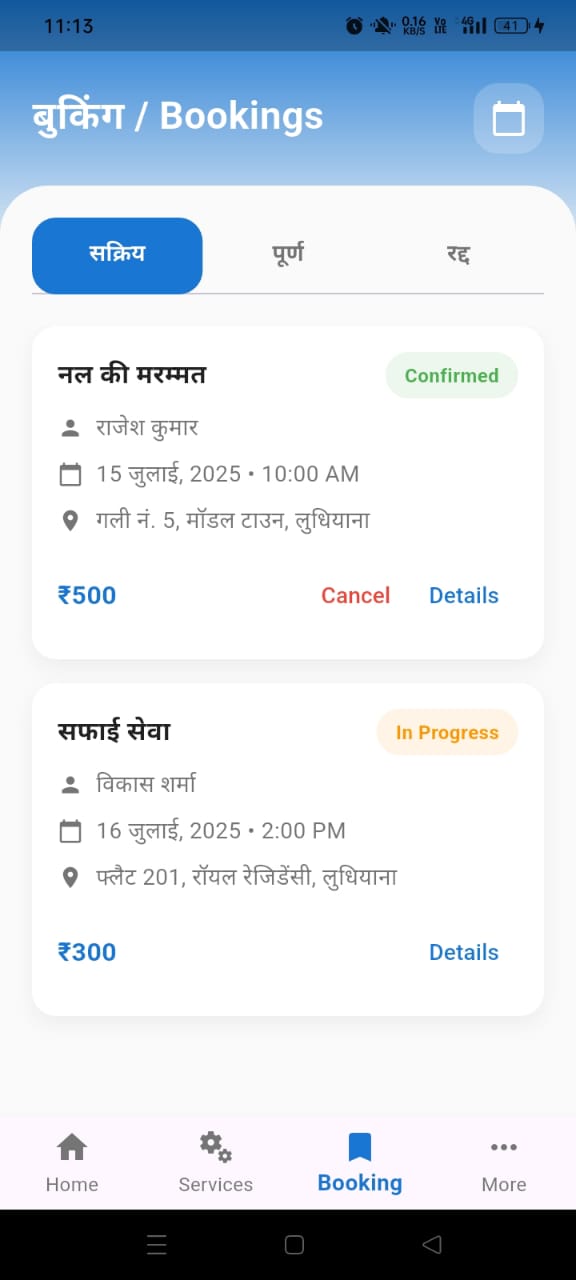 11:13 0.16 KB/S Vo LTE 4G 41
बुकिंग / Bookings
सक्रिय पूर्ण रद्द
नल की मरम्मत Confirmed
राजेश कुमार
15 जुलाई, 2025 • 10:00 AM
गली नं. 5, मॉडल टाउन, लुधियाना
₹500 Cancel Details
सफाई सेवा In Progress
विकास शर्मा
16 जुलाई, 2025 • 2:00 PM
फ्लैट 201, रॉयल रेजिडेंसी, लुधियाना
₹300 Details
Home Services Booking More